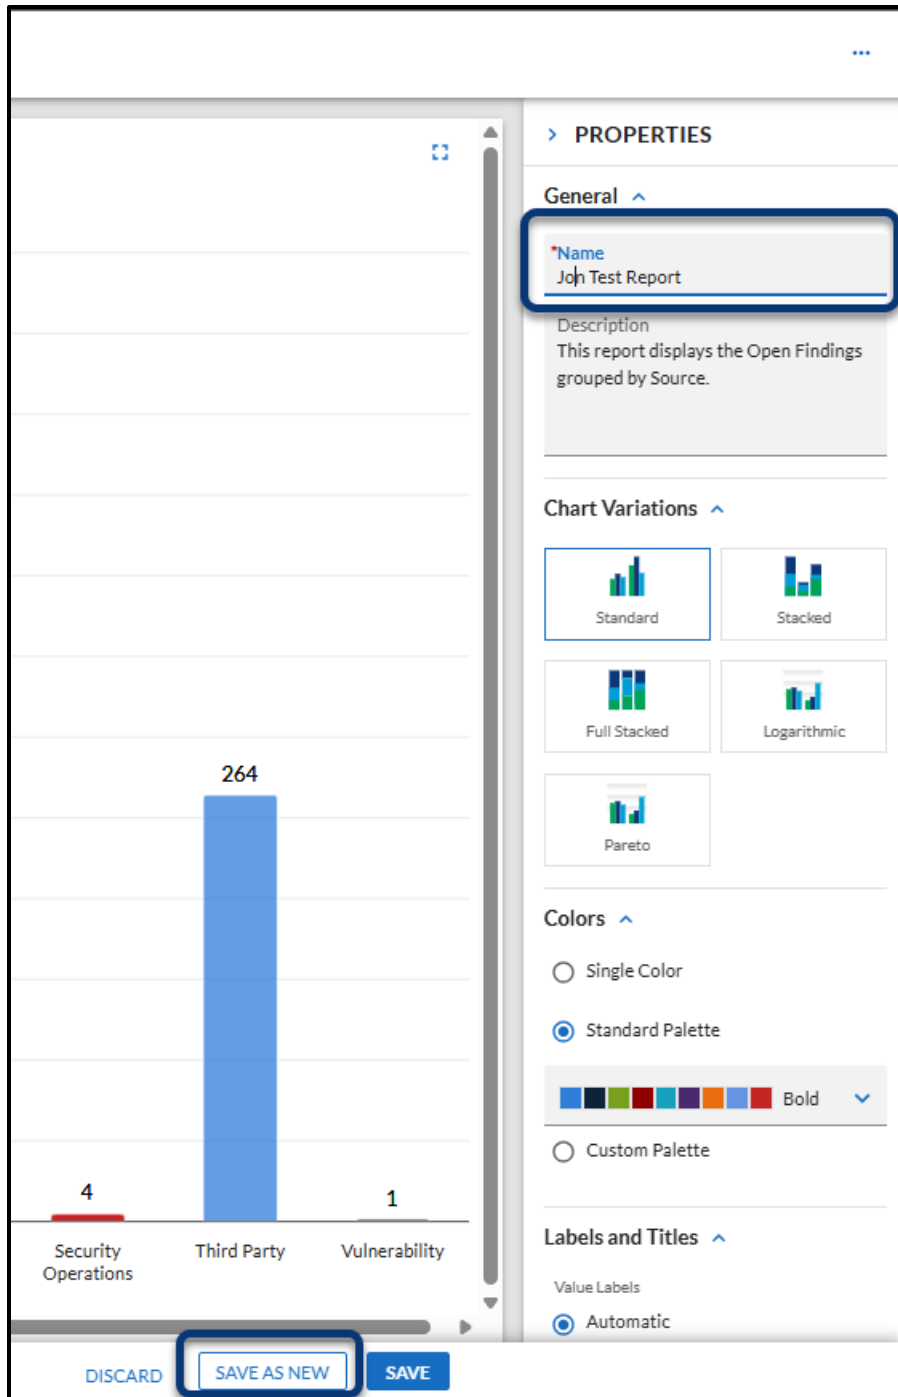 ...
PROPERTIES
General
*Name
Jon Test Report
Description
This report displays the Open Findings
grouped by Source.
Chart Variations
Standard
Stacked
Full Stacked
Logarithmic
Pareto
Colors
Single Color
Standard Palette
Bold
Custom Palette
Labels and Titles
Value Labels
Automatic
264
4
1
Security
Operations
Third Party
Vulnerability
DISCARD
SAVE AS NEW
SAVE